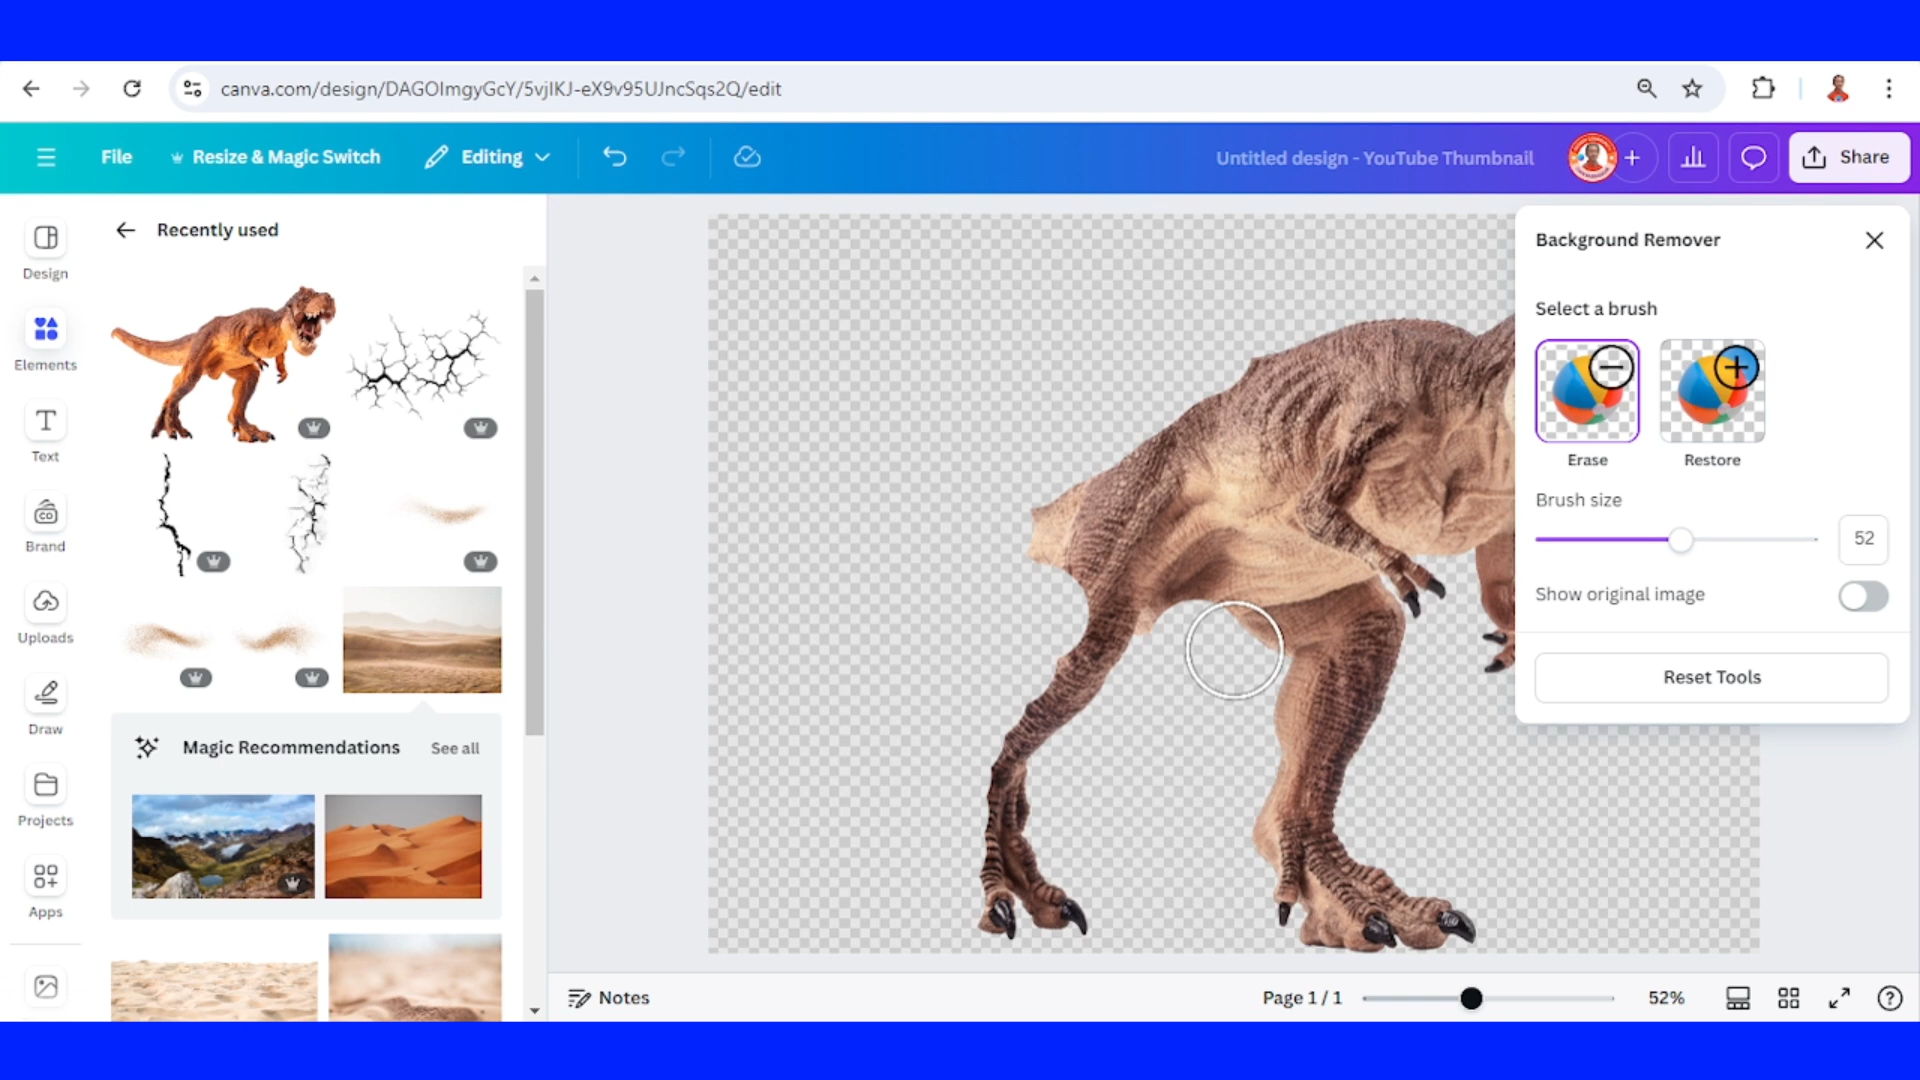 canva.com/design/DAGOImgyGcY/5vjlKJ-eX9v95UJncSqs2Q/edit
File
Resize & Magic Switch
Editing
Untitled design - YouTube Thumbnail
Share
Design
Elements
Text
Brand
Uploads
Draw
Projects
Apps
Recently used
Magic Recommendations
See all
Background Remover
Select a brush
Erase
Restore
Brush size
52
Show original image
Reset Tools
Notes
Page 1 / 1
52%